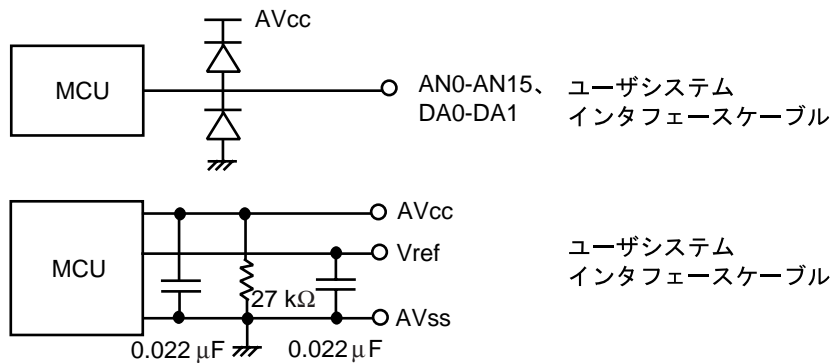 AVcc
MCU
AN0-AN15、 ユーザシステム
DA0-DA1 インタフェースケーブル
AVcc
Vref
MCU
ユーザシステム
インタフェースケーブル
27 kΩ
AVss
0.022 μF
0.022 μF